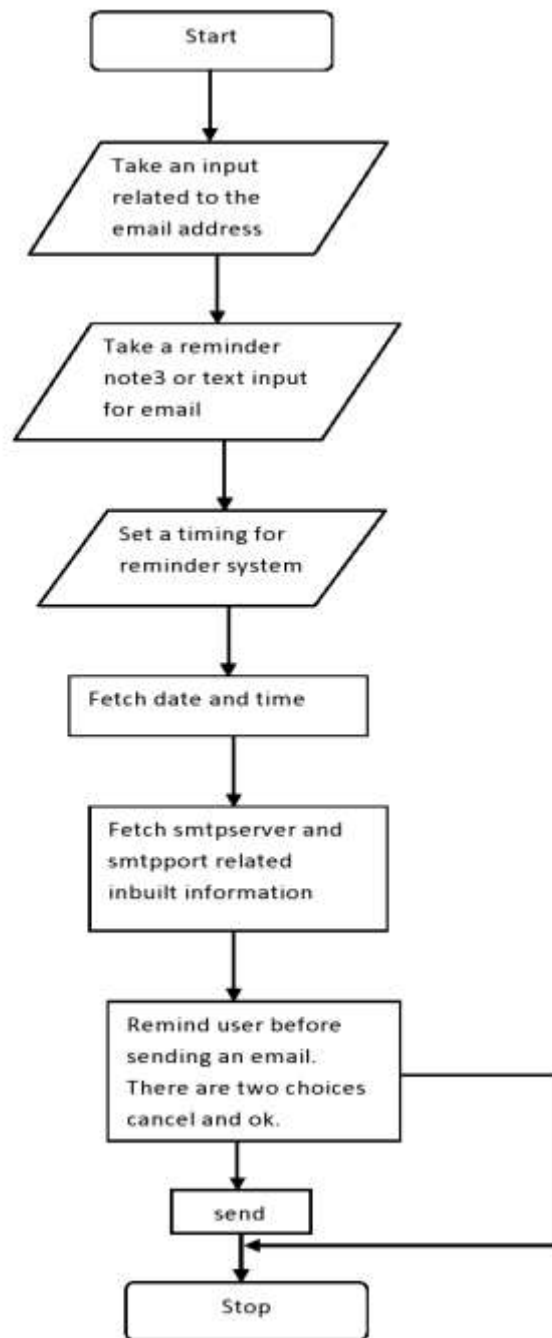 Start
Take an input
related to the
email address
Take a reminder
note3 or text input
for email
Set a timing for
reminder system
Fetch date and time
Fetch smtpserver and
smtpport related
inbuilt information
Remind user before
sending an email.
There are two choices
cancel and ok.
send
Stop